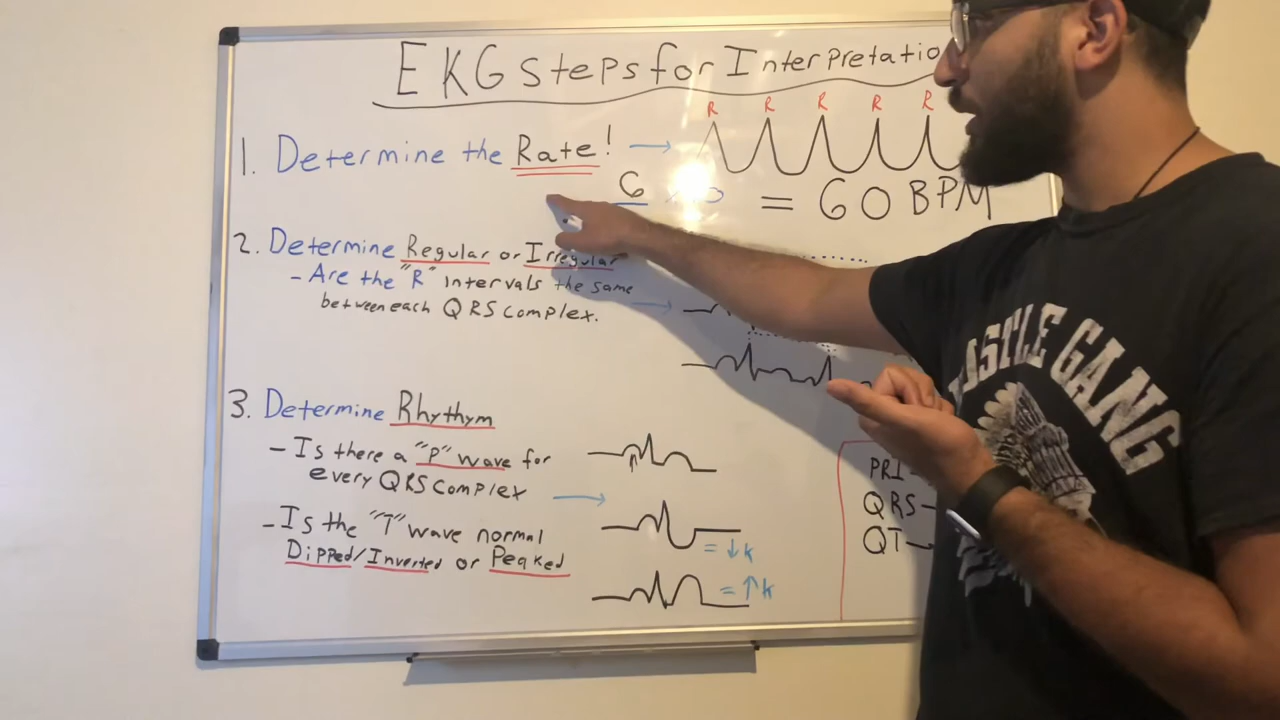 EKG Steps for Interpretatio
1. Determine the Rate! →
R R R R R
6 = 60 BPM
2. Determine Regular or Irregular
- Are the "R" intervals the same
between each QRS complex. →
3. Determine Rhythm
- Is there a "P" wave for
every QRS Complex →
- Is the "T" wave normal
Dipped/Inverted or Peaked
= ↓k
= ↑k
PRI -
QRS -
QT -
GANG